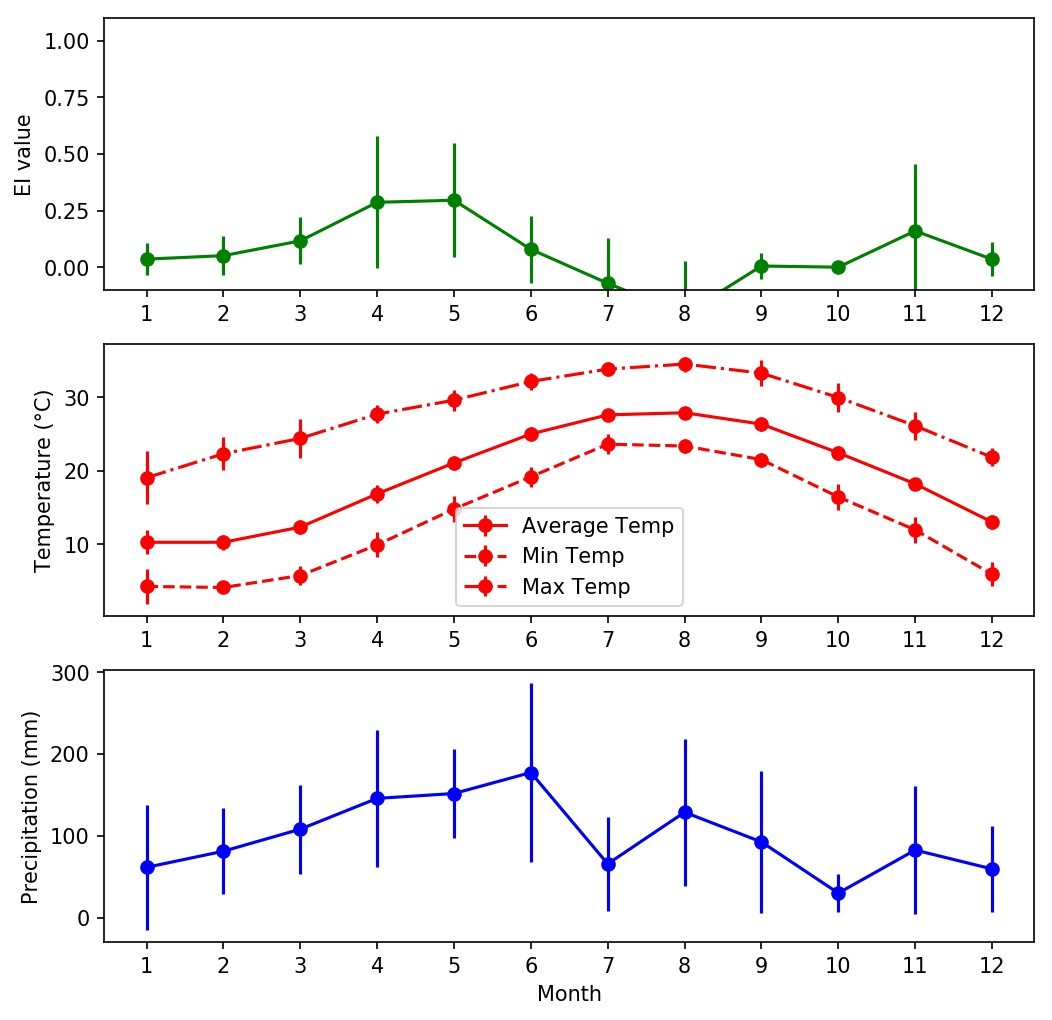 EI value
1.00
0.75
0.50
0.25
0.00
1 2 3 4 5 6 7 8 9 10 11 12
Temperature (°C)
30
20
10
Average Temp
Min Temp
Max Temp
1 2 3 4 5 6 7 8 9 10 11 12
Precipitation (mm)
300
200
100
0
1 2 3 4 5 6 7 8 9 10 11 12
Month